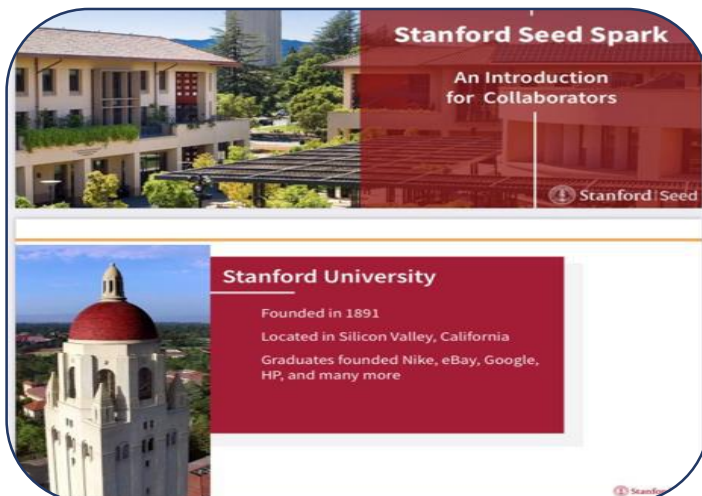 Stanford Seed Spark
An Introduction
for Collaborators
Stanford Seed
Stanford University
Founded in 1891
Located in Silicon Valley, California
Graduates founded Nike, eBay, Google,
HP, and many more